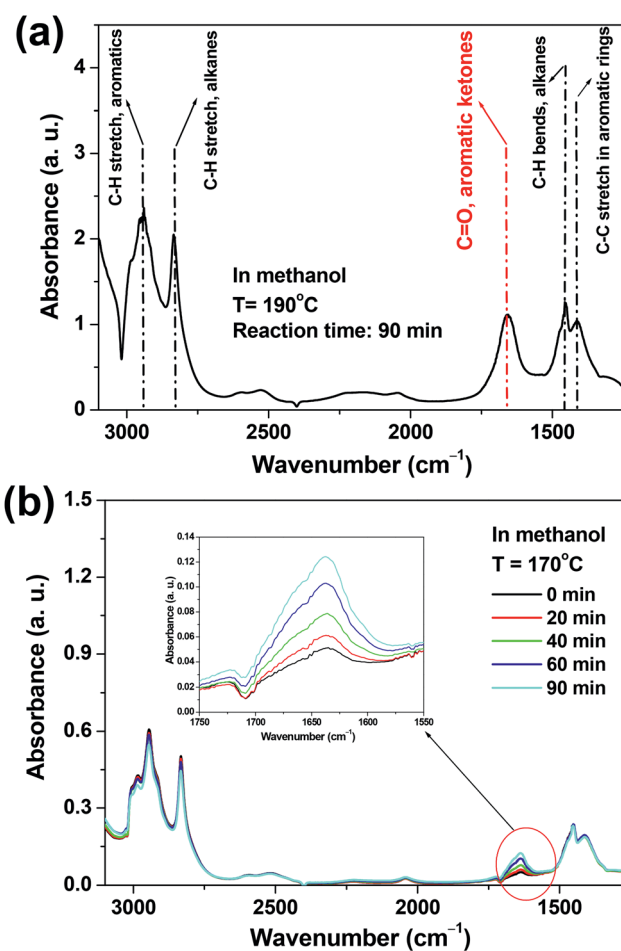 (a)
C-H stretch, aromatics
C-H stretch, alkanes
C=O, aromatic ketones
C-H bends, alkanes
C-C stretch in aromatic rings
4
3
2
1
0
Absorbance (a. u.)
In methanol
T= 190°C
Reaction time: 90 min
3000 2500 2000 1500
Wavenumber (cm⁻¹)
(b)
1.5
1.2
0.9
0.6
0.3
0.0
Absorbance (a. u.)
0.14
0.12
0.10
0.08
0.06
0.04
0.02
0.00
Absorbance (a. u.)
1750 1700 1650 1600 1550
Wavenumber (cm⁻¹)
In methanol
T = 170°C
0 min
20 min
40 min
60 min
90 min
3000 2500 2000 1500
Wavenumber (cm⁻¹)